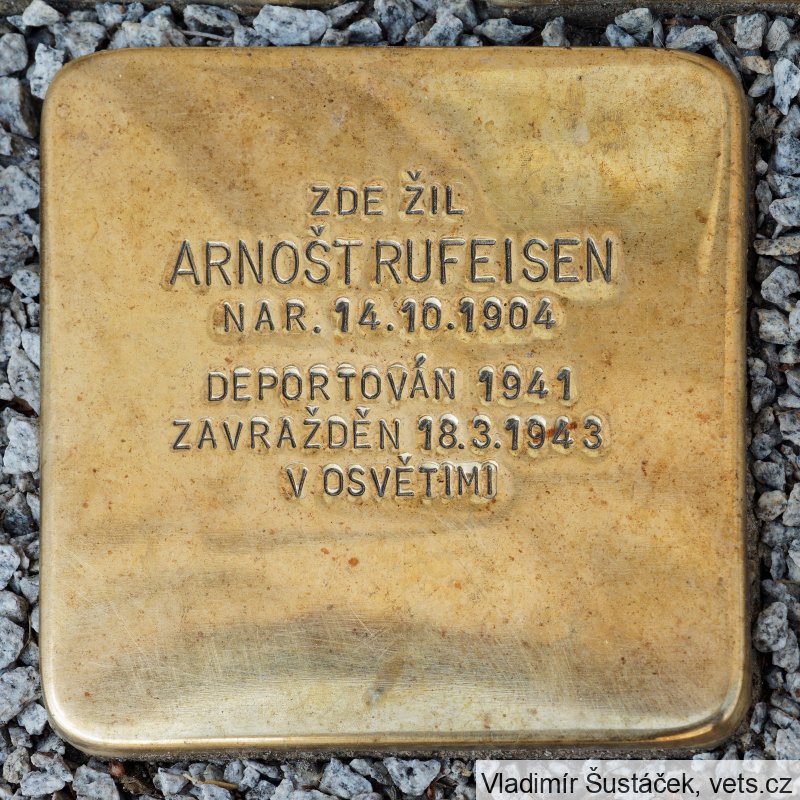 ZDE ŽIL
ARNOŠT RUFEISEN
NAR. 14.10.1904
DEPORTOVÁN 1941
ZAVRAŽDĚN 18.3.1943
V OSVĚTIMI
Vladimír Šustáček, vets.cz